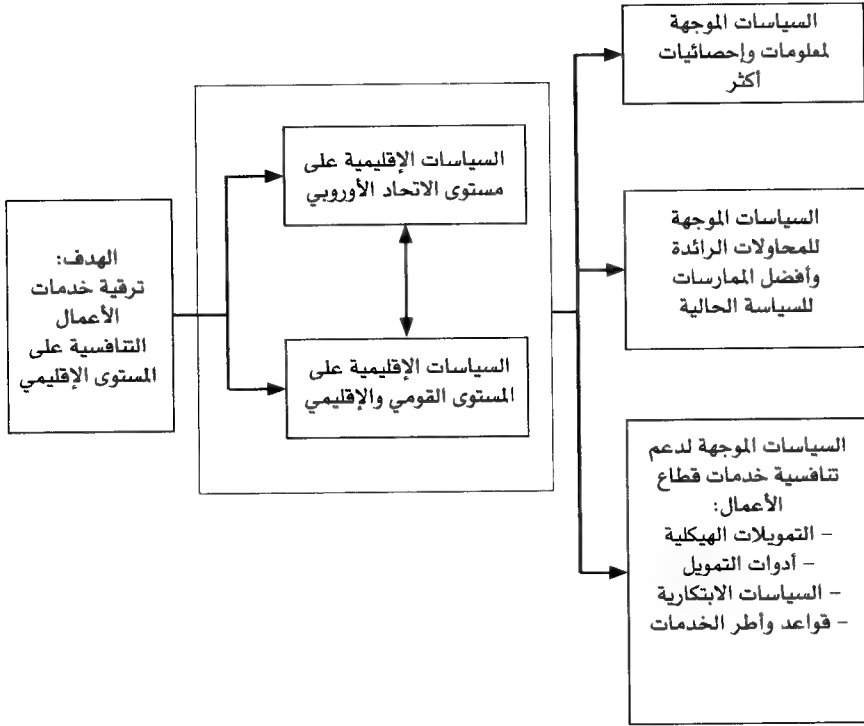 السياسات الموجهة
لمعلومات وإحصائيات
أكثر
السياسات الإقليمية على
مستوى الاتحاد الأوروبي
السياسات الموجهة
للمحاولات الرائدة
وأفضل الممارسات
للسياسة الحالية
الهدف:
ترقية خدمات
الأعمال
التنافسية على
المستوى الإقليمي
السياسات الإقليمية على
المستوى القومي والإقليمي
السياسات الموجهة لدعم
تنافسية خدمات قطاع
الأعمال:
– التمويلات الهيكلية
– أدوات التمويل
– السياسات الابتكارية
– قواعد وأطر الخدمات